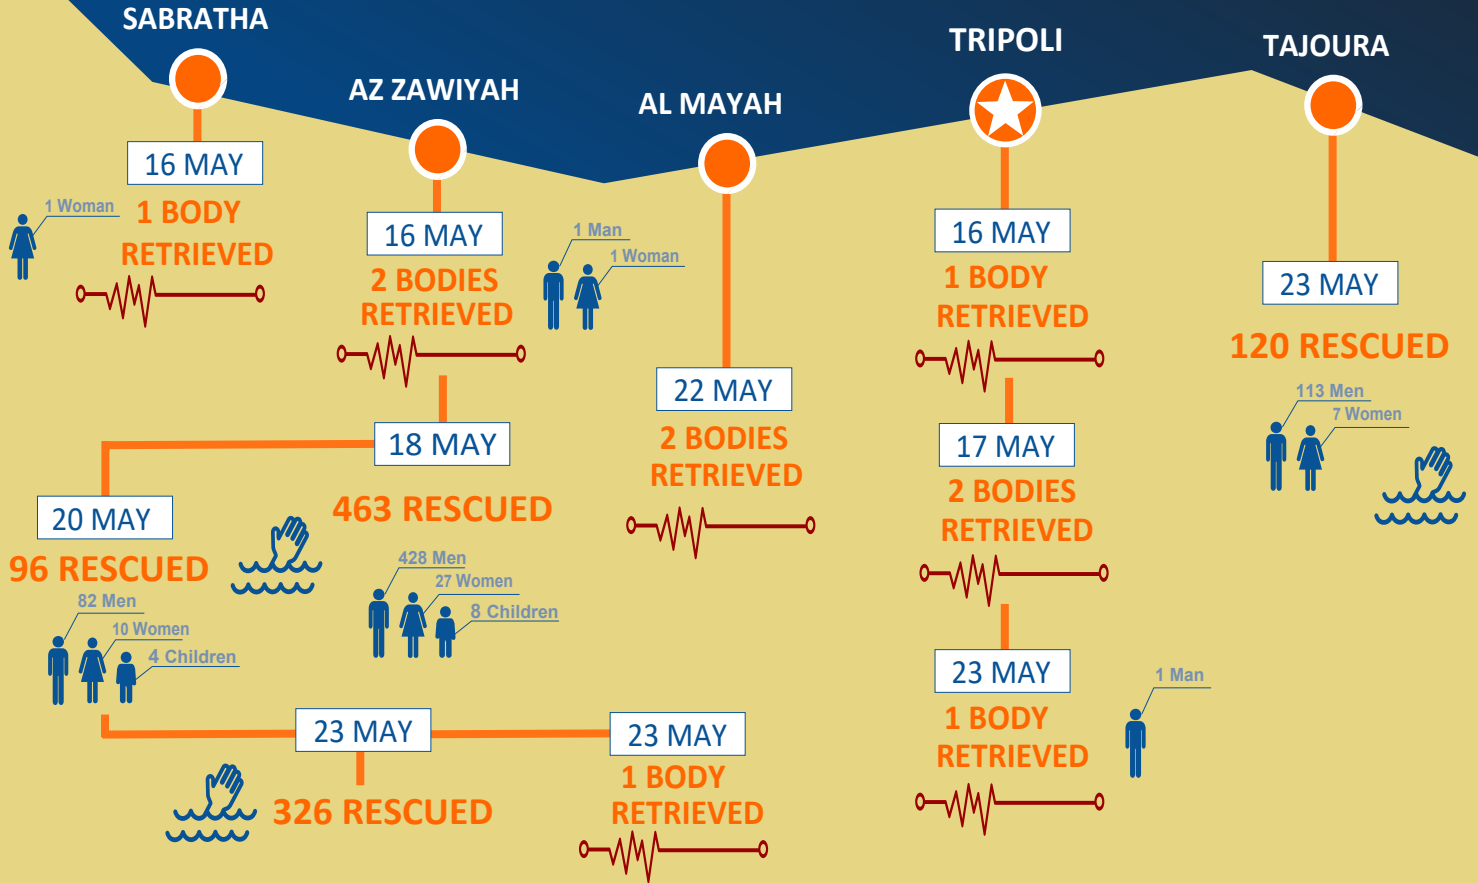 SABRATHA
16 MAY
1 Woman
1 BODY
RETRIEVED
AZ ZAWIYAH
16 MAY
2 BODIES
RETRIEVED
1 Man
1 Woman
18 MAY
463 RESCUED
428 Men
27 Women
8 Children
20 MAY
96 RESCUED
82 Men
10 Women
4 Children
23 MAY
326 RESCUED
23 MAY
1 BODY
RETRIEVED
AL MAYAH
22 MAY
2 BODIES
RETRIEVED
TRIPOLI
16 MAY
1 BODY
RETRIEVED
17 MAY
2 BODIES
RETRIEVED
23 MAY
1 BODY
RETRIEVED
1 Man
TAJOURA
23 MAY
120 RESCUED
113 Men
7 Women